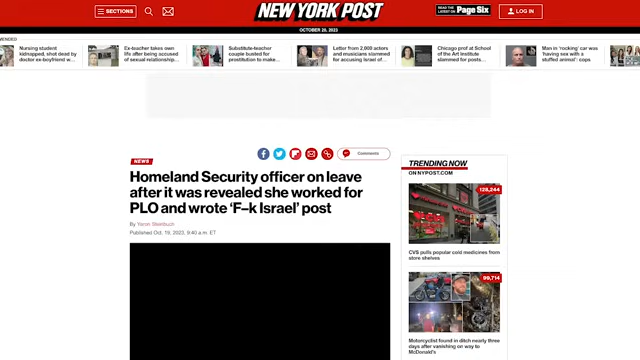 SECTIONS
NEW YORK POST
READ THE
LATEST ON
Page Six
LOG IN
Nursing student
kidnapped, shot dead by
doctor ex-boyfriend w...
Ex-teacher takes own
life after being accused
of sexual relationship...
Substitute-teacher
couple busted for
prostitution to make...
Letter from 2,000 actors
and musicians slammed
for accusing Israel of...
Chicago prof at School
of the Art Institute
slammed for posts...
Man in 'rocking' car was
'having sex with a
stuffed animal': cops
Comments
NEWS
Homeland Security officer on leave
after it was revealed she worked for
PLO and wrote ‘F–k Israel’ post
By
Published Oct. 19, 2023, 9:40 a.m. ET
TRENDING NOW
ON NYPOST.COM
CVS pulls popular cold medicines from
store shelves
99,714
Motorcyclist found in ditch nearly three
days after vanishing on way to
McDonald's